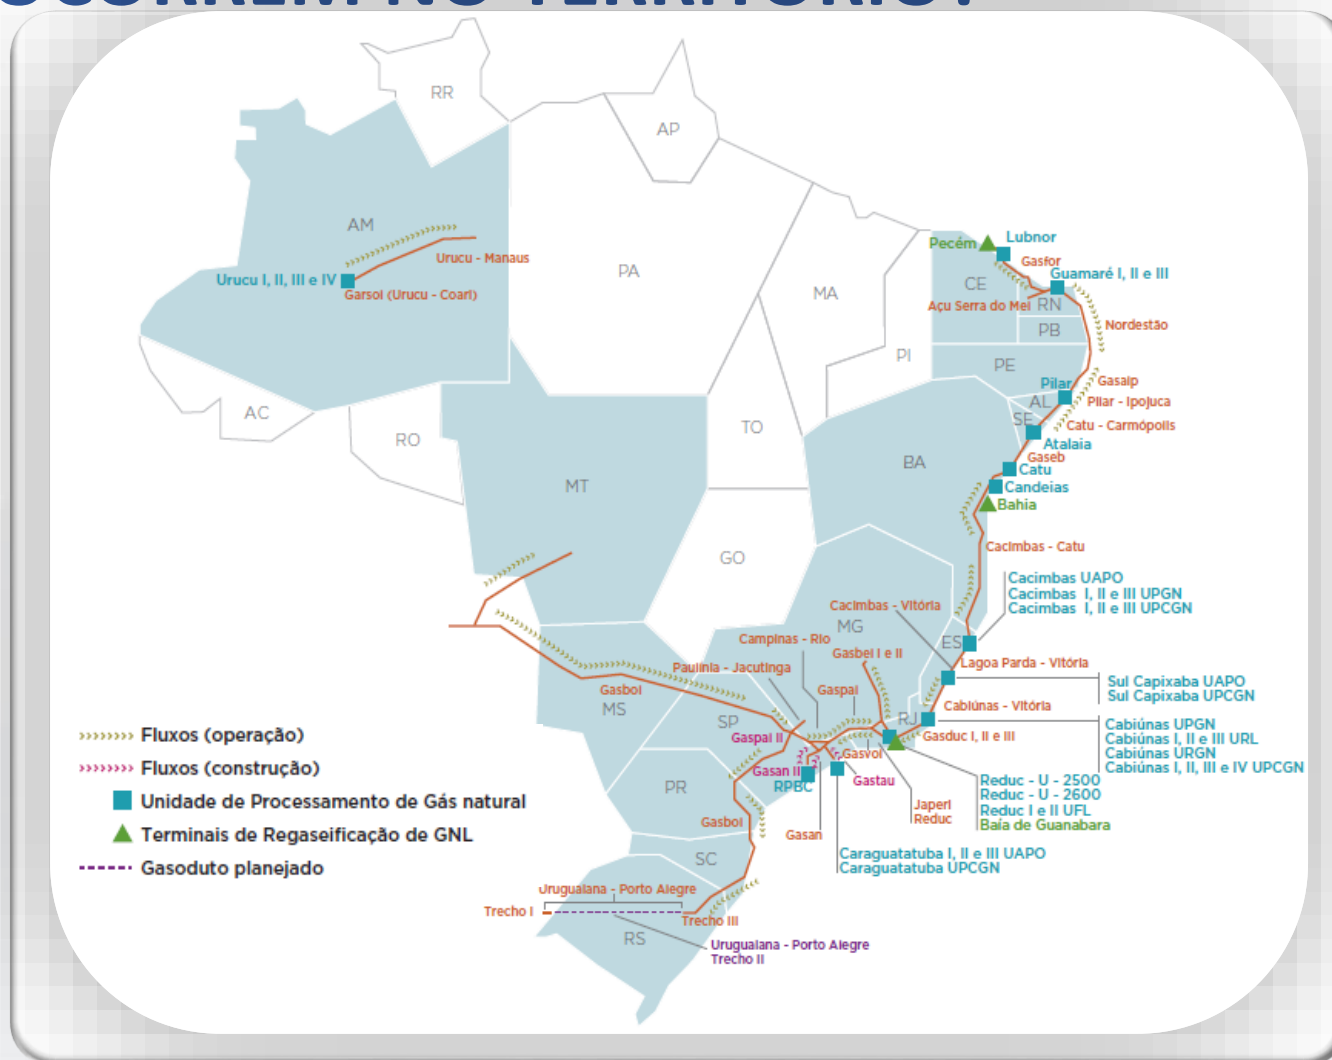 OCORREM NO TERRITÓRIO?
RR
AP
AM
Urucu - Manaus
Urucu I, II, III e IV
Garsol (Urucu - Coari)
PA
MA
PI
Pecém
Lubnor
Gasfor
CE
Guamaré I, II e III
Açu Serra do Mel
RN
Nordestão
PB
PE
Pilar
Gasalp
AL
Pilar - Ipojuca
SE
Catu - Carmópolis
Atalaia
Gaseb
Catu
Candeias
Bahia
AC
RO
TO
BA
MT
GO
Cacimbas - Catu
Cacimbas UAPO
Cacimbas I, II e III UPGN
Cacimbas I, II e III UPCGN
Cacimbas - Vitória
MG
ES
Campinas - Rio
Gasbel I e II
Lagoa Parda - Vitória
Paulínia - Jacutinga
Sul Capixaba UAPO
Sul Capixaba UPCGN
Gasbol
MS
Gaspal
Cabiúnas - Vitória
SP
RJ
Cabiúnas UPGN
Cabiúnas I, II e III URL
Cabiúnas URGN
Cabiúnas I, II, III e IV UPCGN
Gaspal II
Gasduc I, II e III
Gasvol
Gasan II
RPBC
Gastau
Reduc - U - 2500
Reduc - U - 2600
Reduc I e II UFL
Baía de Guanabara
Japeri
Reduc
PR
Gasbol
Gasan
Caraguatatuba I, II e III UAPO
Caraguatatuba UPCGN
SC
Uruguaiana - Porto Alegre
Trecho I
Trecho III
RS
Uruguaiana - Porto Alegre
Trecho II
Fluxos (operação)
Fluxos (construção)
Unidade de Processamento de Gás natural
Terminais de Regaseificação de GNL
Gasoduto planejado